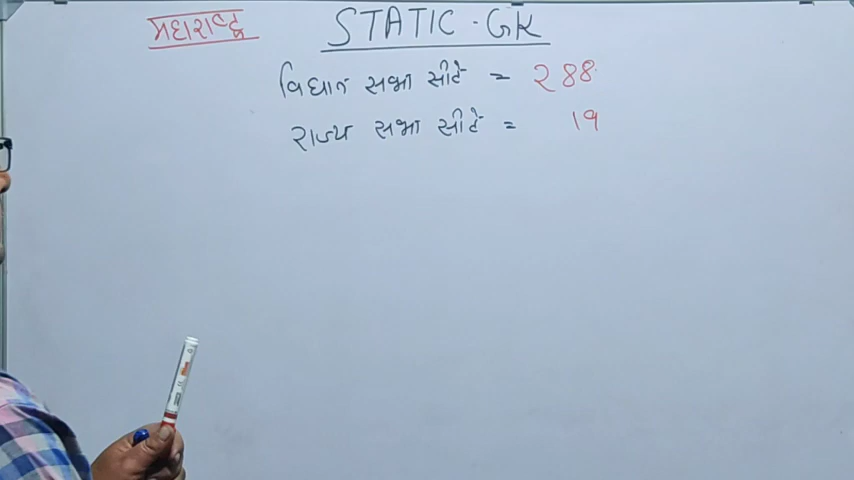 महाराष्ट्र STATIC - GK
विधान सभा सीटें = 288
राज्य सभा सीटें = 19